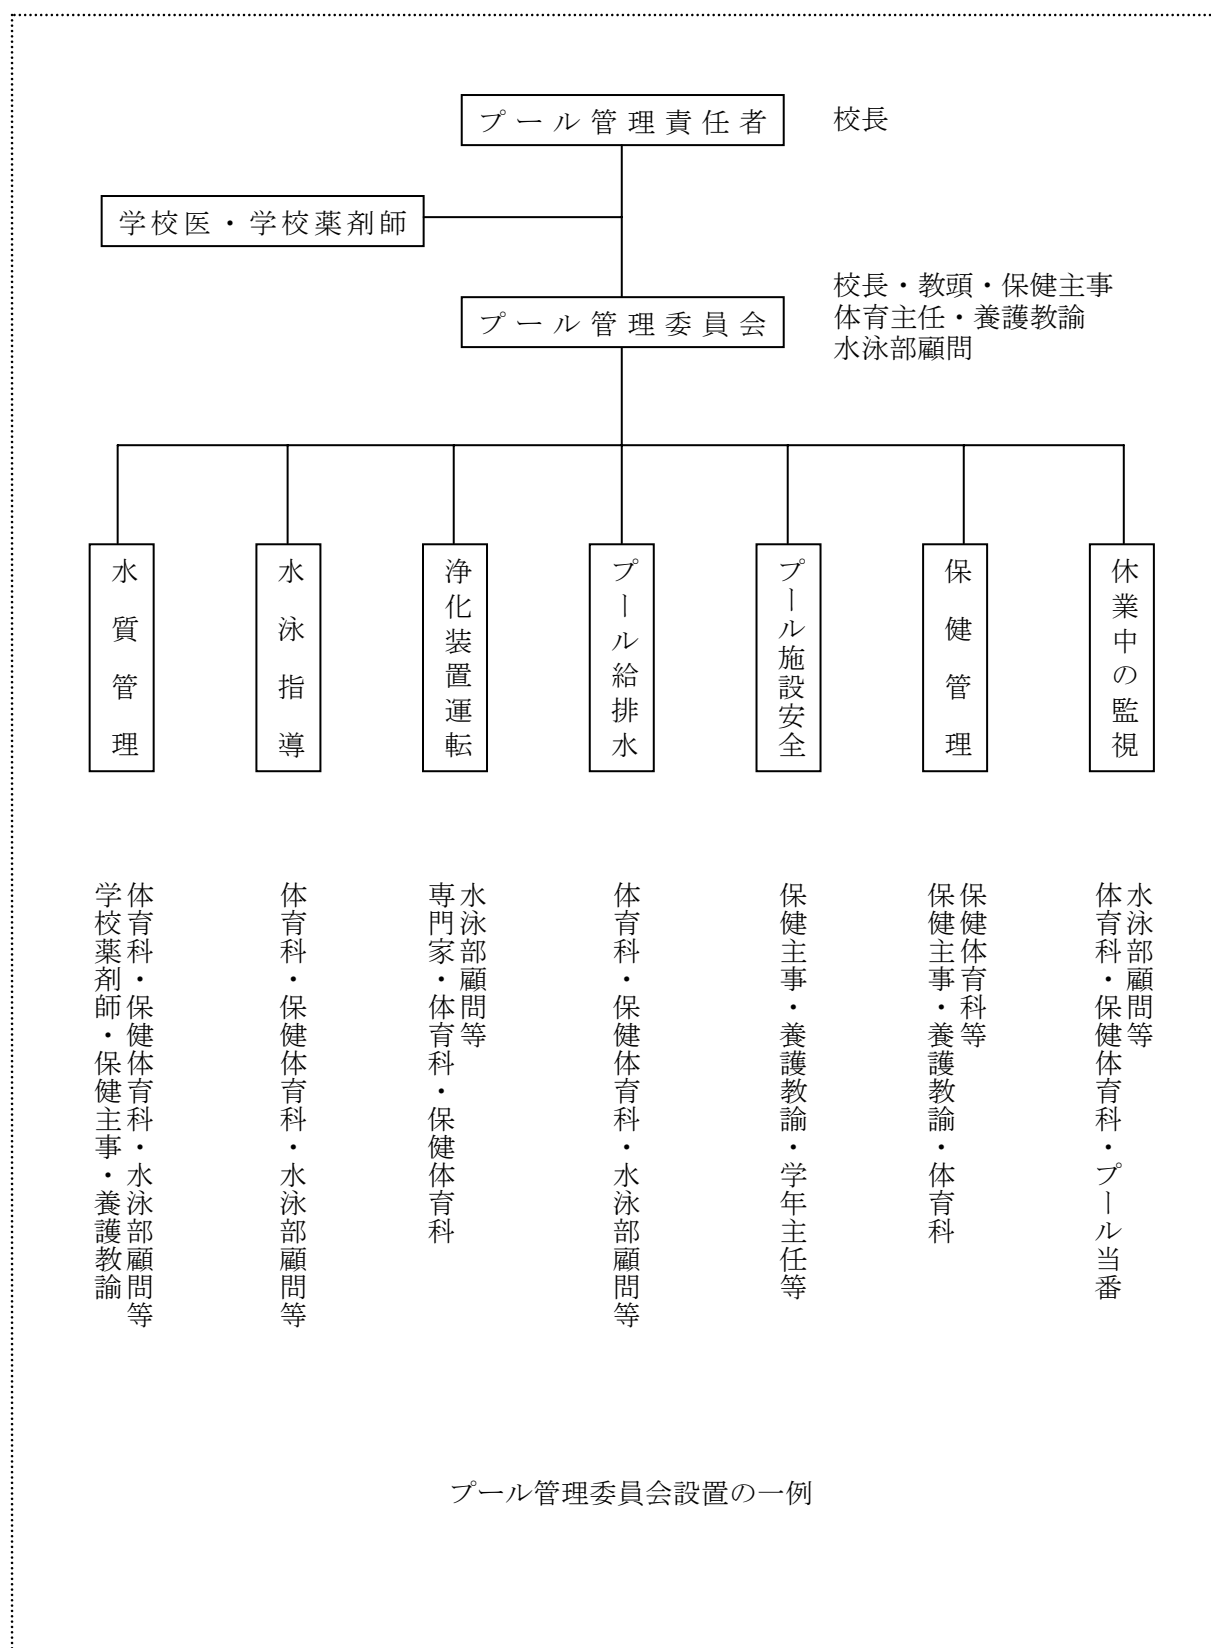 プール管理責任者
校長
学校医・学校薬剤師
プール管理委員会
校長・教頭・保健主事
体育主任・養護教諭
水泳部顧問
水質管理
水泳指導
浄化装置運転
プール給排水
プール施設安全
保健管理
休業中の監視
学校薬剤師・保健主事・養護教諭
体育科・保健体育科・水泳部顧問等
体育科・保健体育科・水泳部顧問等
専門家・体育科・保健体育科
水泳部顧問等
体育科・保健体育科・水泳部顧問等
保健主事・養護教諭・学年主任等
保健主事・養護教諭・体育科
保健体育科等
体育科・保健体育科・プール当番
水泳部顧問等
プール管理委員会設置の一例